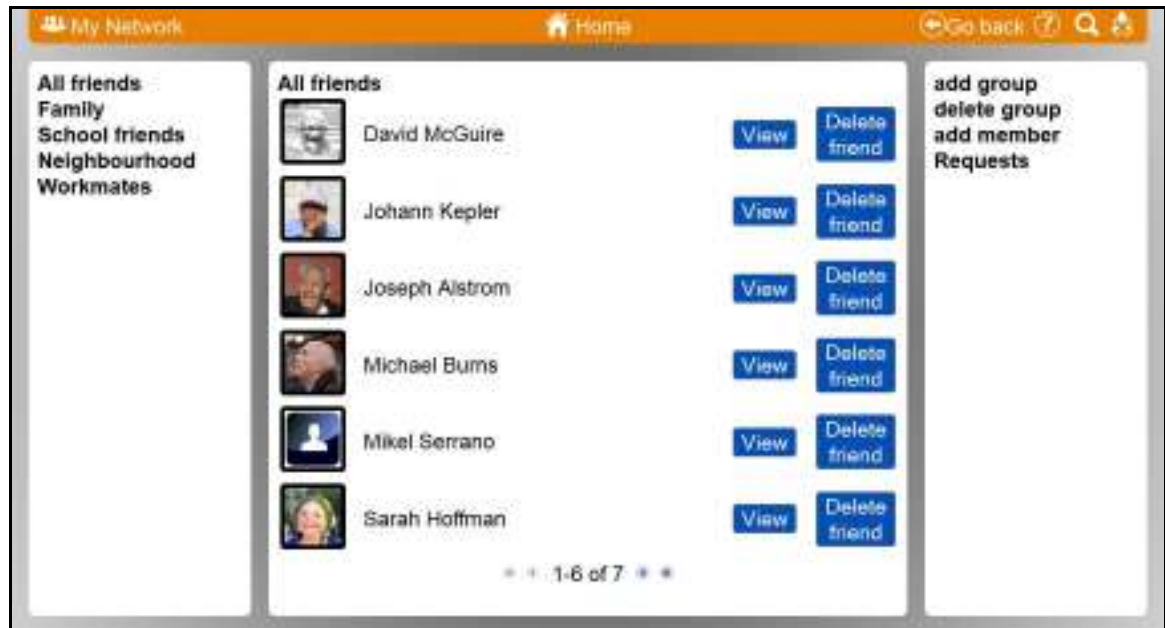 My Network Home Go back ?
All friends
Family
School friends
Neighbourhood
Workmates
All friends
David McGuire View Delete
friend
Johann Kepler View Delete
friend
Joseph Alstrom View Delete
friend
Michael Burns View Delete
friend
Mikel Serrano View Delete
friend
Sarah Hoffman View Delete
friend
1-6 of 7
add group
delete group
add member
Requests